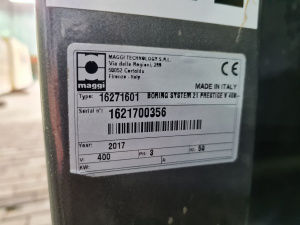 MAGGI TECHNOLOGY S.R.L.
Via delle Regioni, 299
50052 Certaldo
Firenze - Italy
maggi
CE
MADE IN ITALY
Type: 16271601 BORING SYSTEM 21 PRESTIGE V 400-
Serial n°: 1621700356
Year: 2017
V: 400 Ph: 3 Hz: 50
KW: A: